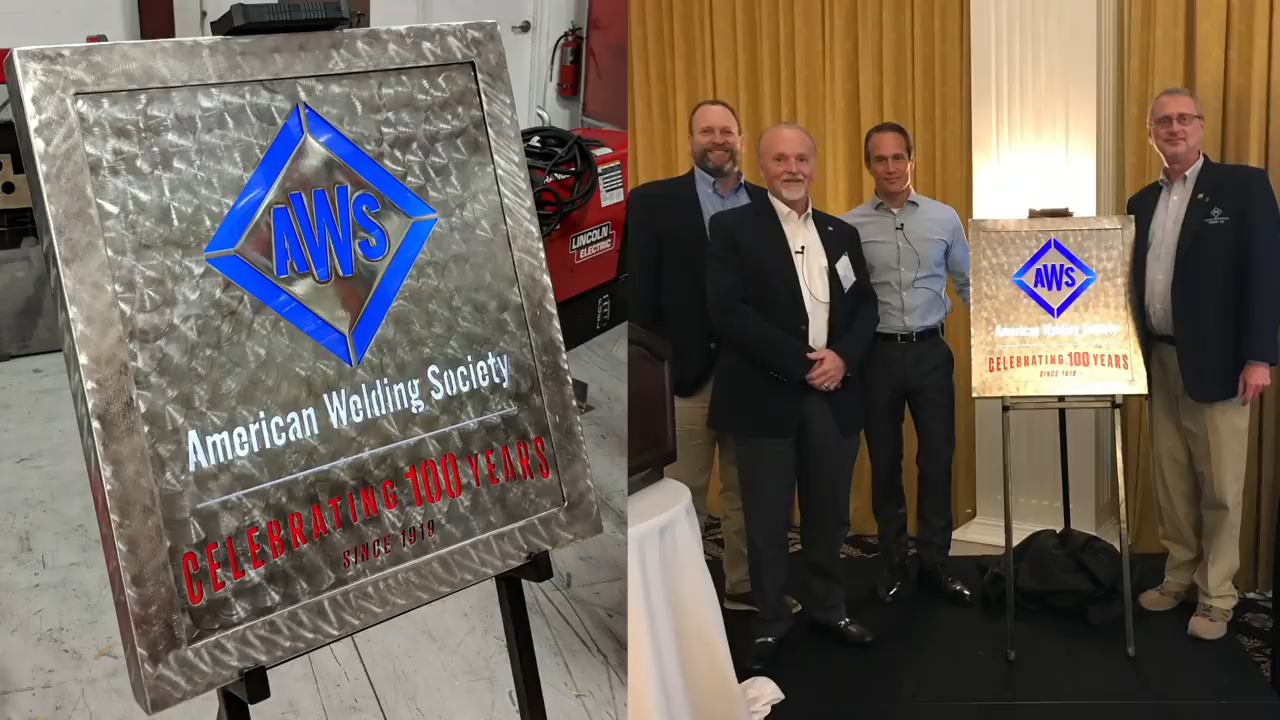 AWS
American Welding Society
CELEBRATING 100 YEARS
SINCE 1919
LINCOLN
ELECTRIC
AWS
American Welding Society
CELEBRATING 100 YEARS
SINCE 1919